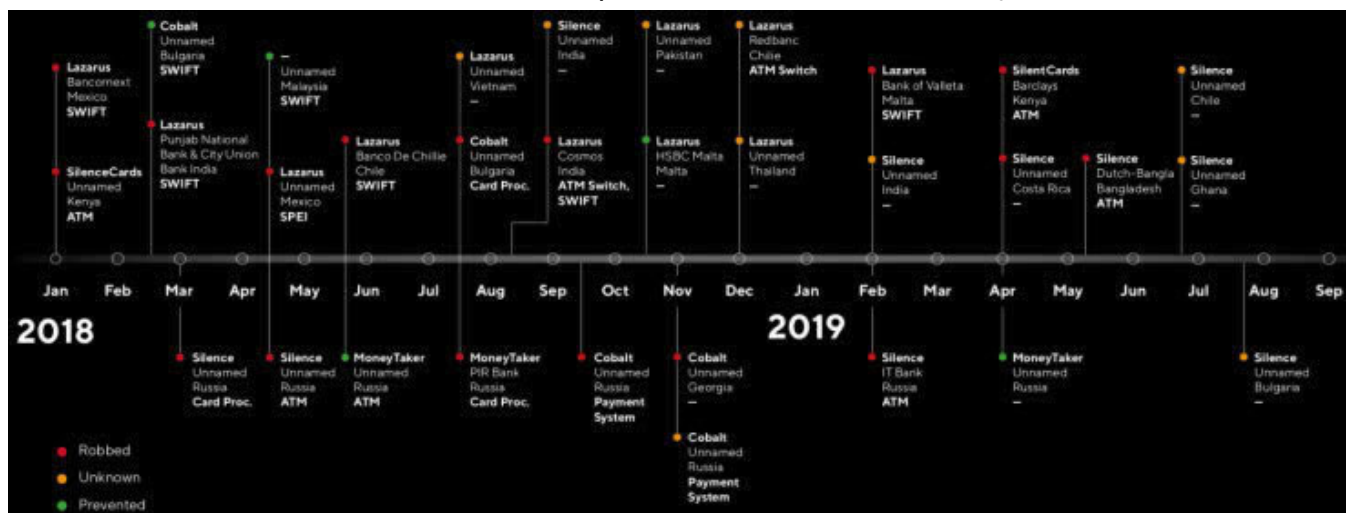 Cobalt
Unnamed
Bulgaria
SWIFT
Silence
Unnamed
India
–
Lazarus
Unnamed
Pakistan
–
Lazarus
Redbanc
Chilie
ATM Switch
Lazarus
Bancomext
Mexico
SWIFT
–
Unnamed
Malaysia
SWIFT
Lazarus
Unnamed
Vietnam
–
Lazarus
Bank of Valleta
Malta
SWIFT
SilentCards
Barclays
Kenya
ATM
Silence
Unnamed
Chile
–
Lazarus
Punjab National
Bank & City Union
Bank India
SWIFT
Lazarus
Banco De Chillie
Chile
SWIFT
Cobalt
Unnamed
Bulgaria
Card Proc.
Lazarus
Cosmos
India
ATM Switch,
SWIFT
Lazarus
HSBC Malta
Malta
–
Lazarus
Unnamed
Thailand
–
SilenceCards
Unnamed
Kenya
ATM
Lazarus
Unnamed
Mexico
SPEI
Silence
Unnamed
India
–
Silence
Unnamed
Costa Rica
–
Silence
Dutch-Bangla
Bangladesh
ATM
Silence
Unnamed
Ghana
–
Jan Feb Mar Apr May Jun Jul Aug Sep Oct Nov Dec Jan Feb Mar Apr May Jun Jul Aug Sep
2018 2019
Silence
Unnamed
Russia
Card Proc.
Silence
Unnamed
Russia
ATM
MoneyTaker
Unnamed
Russia
ATM
MoneyTaker
PIR Bank
Russia
Card Proc.
Cobalt
Unnamed
Russia
Payment
System
Cobalt
Unnamed
Georgia
–
Silence
IT Bank
Russia
ATM
MoneyTaker
Unnamed
Russia
–
Silence
Unnamed
Bulgaria
–
Cobalt
Unnamed
Russia
Payment
System
Robbed
Unknown
Prevented